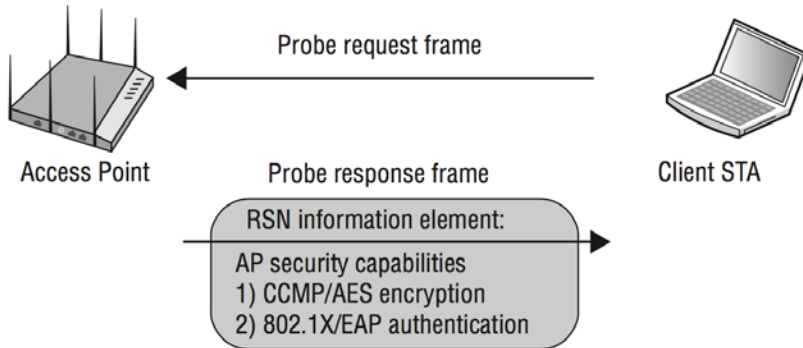 Probe request frame
Access Point
Client STA
Probe response frame
RSN information element:
AP security capabilities
1) CCMP/AES encryption
2) 802.1X/EAP authentication